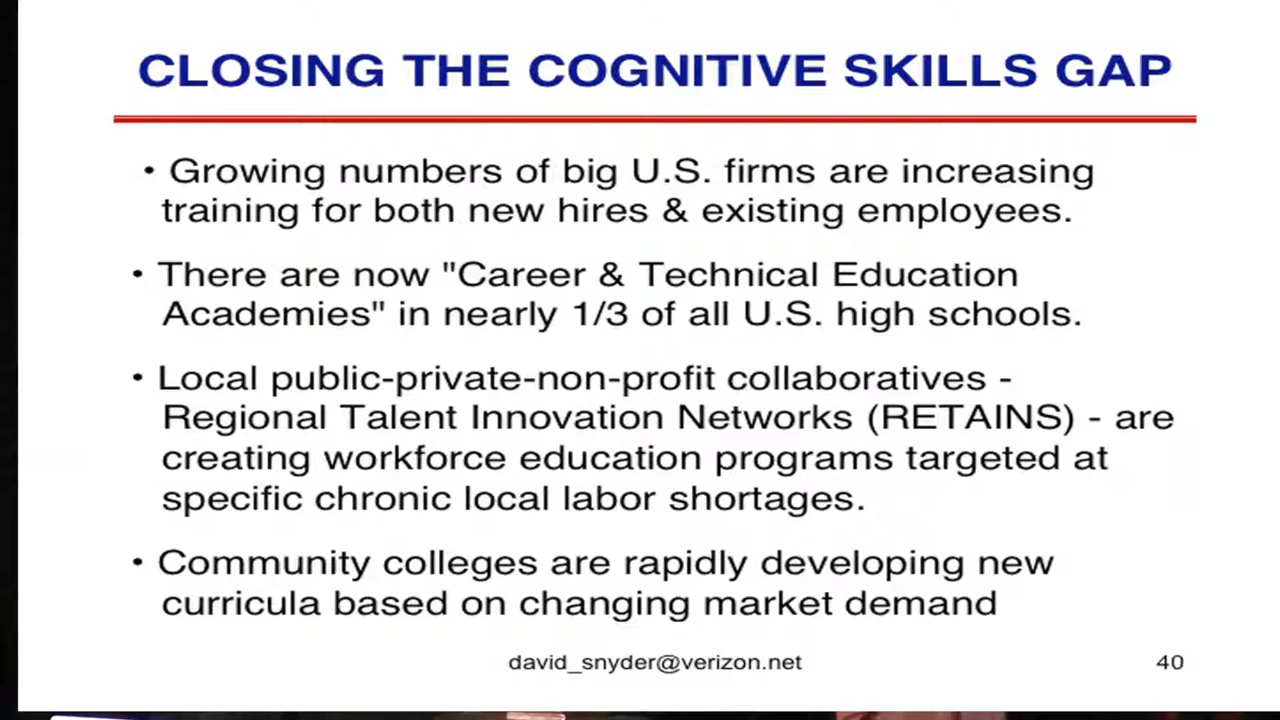 CLOSING THE COGNITIVE SKILLS GAP
• Growing numbers of big U.S. firms are increasing
training for both new hires & existing employees.
• There are now "Career & Technical Education
Academies" in nearly 1/3 of all U.S. high schools.
• Local public-private-non-profit collaboratives -
Regional Talent Innovation Networks (RETAINS) - are
creating workforce education programs targeted at
specific chronic local labor shortages.
• Community colleges are rapidly developing new
curricula based on changing market demand
david_snyder@verizon.net 40